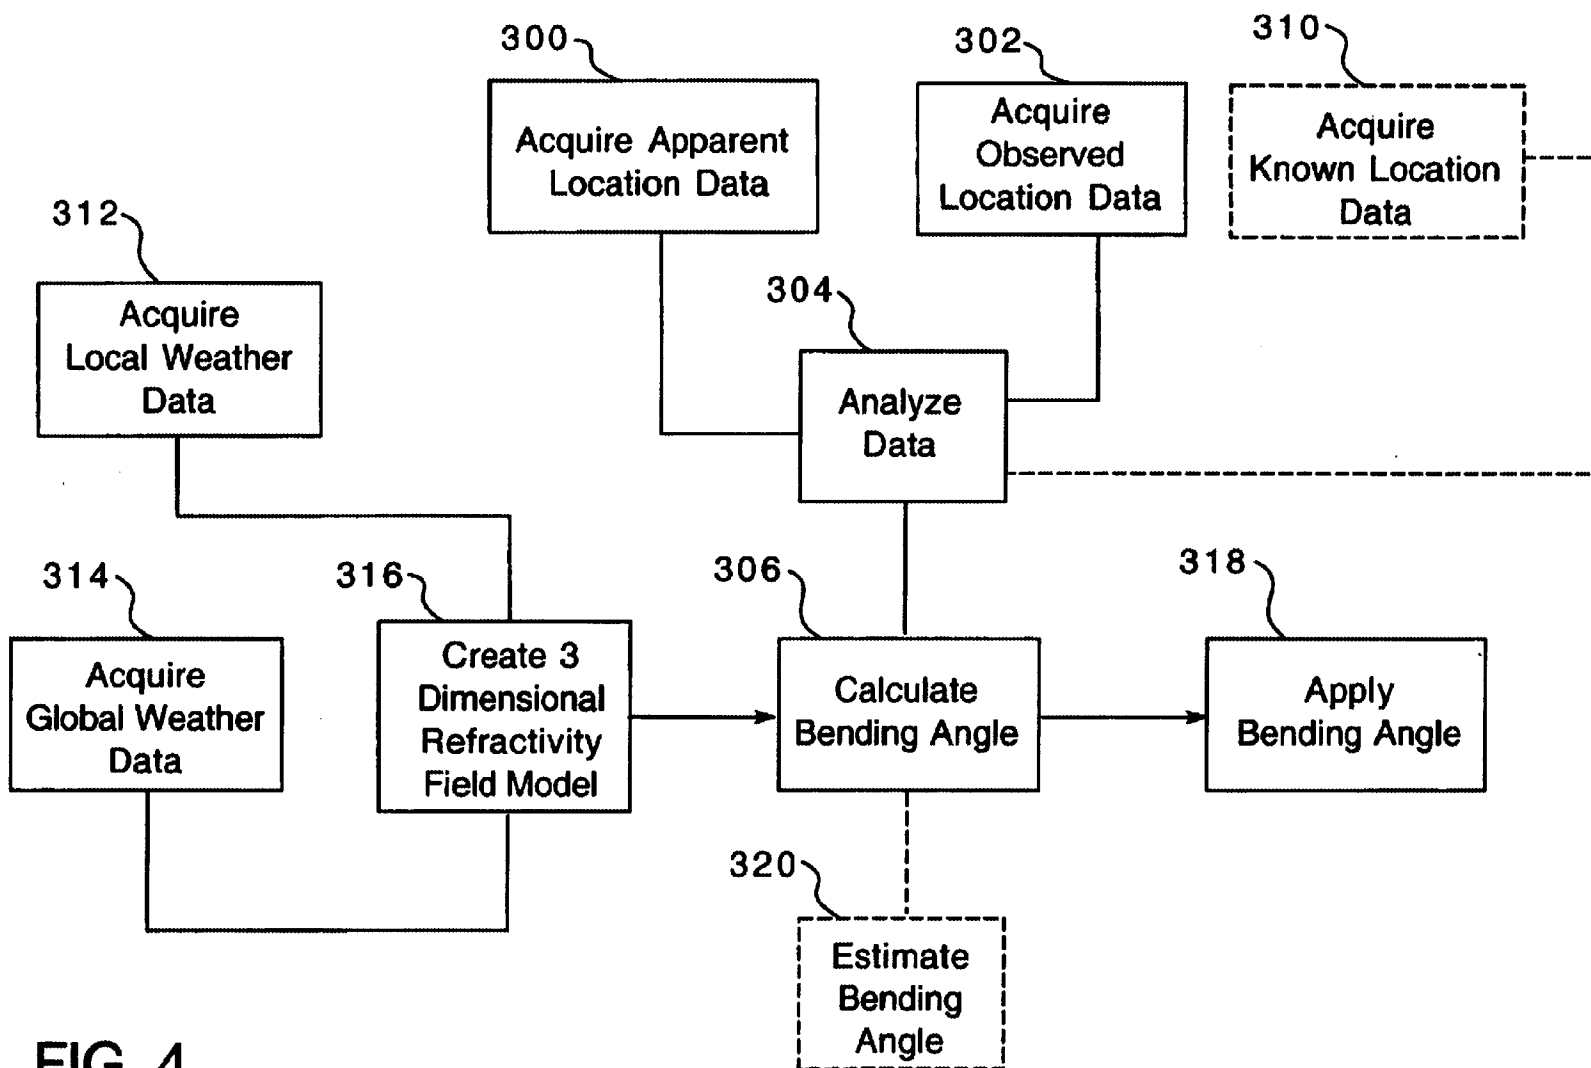 300
Acquire Apparent
Location Data
302
Acquire
Observed
Location Data
310
Acquire
Known Location
Data
312
Acquire
Local Weather
Data
304
Analyze
Data
314
Acquire
Global Weather
Data
316
Create 3
Dimensional
Refractivity
Field Model
306
Calculate
Bending Angle
318
Apply
Bending Angle
320
Estimate
Bending
Angle
FIG. 4